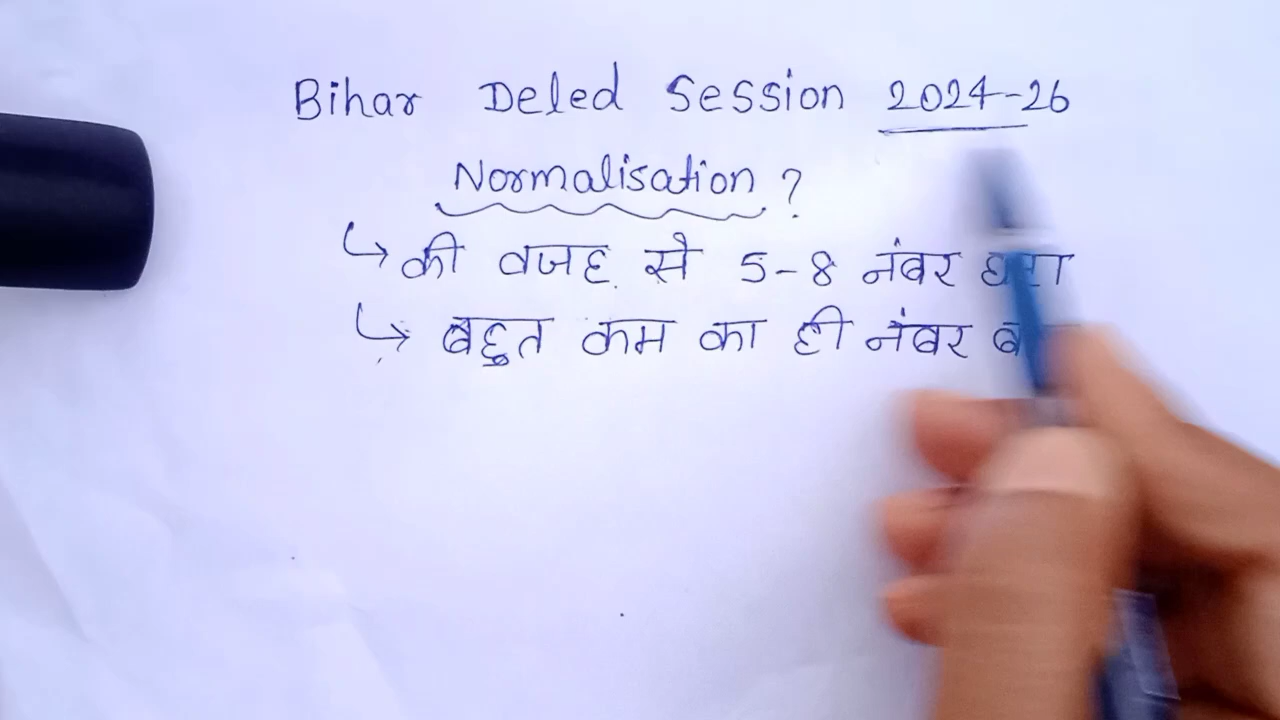 Bihar Deled Session 2024-26
Normalisation ?
↳ की वजह से 5-8 नंबर
↳ बहुत कम का ही नंबर